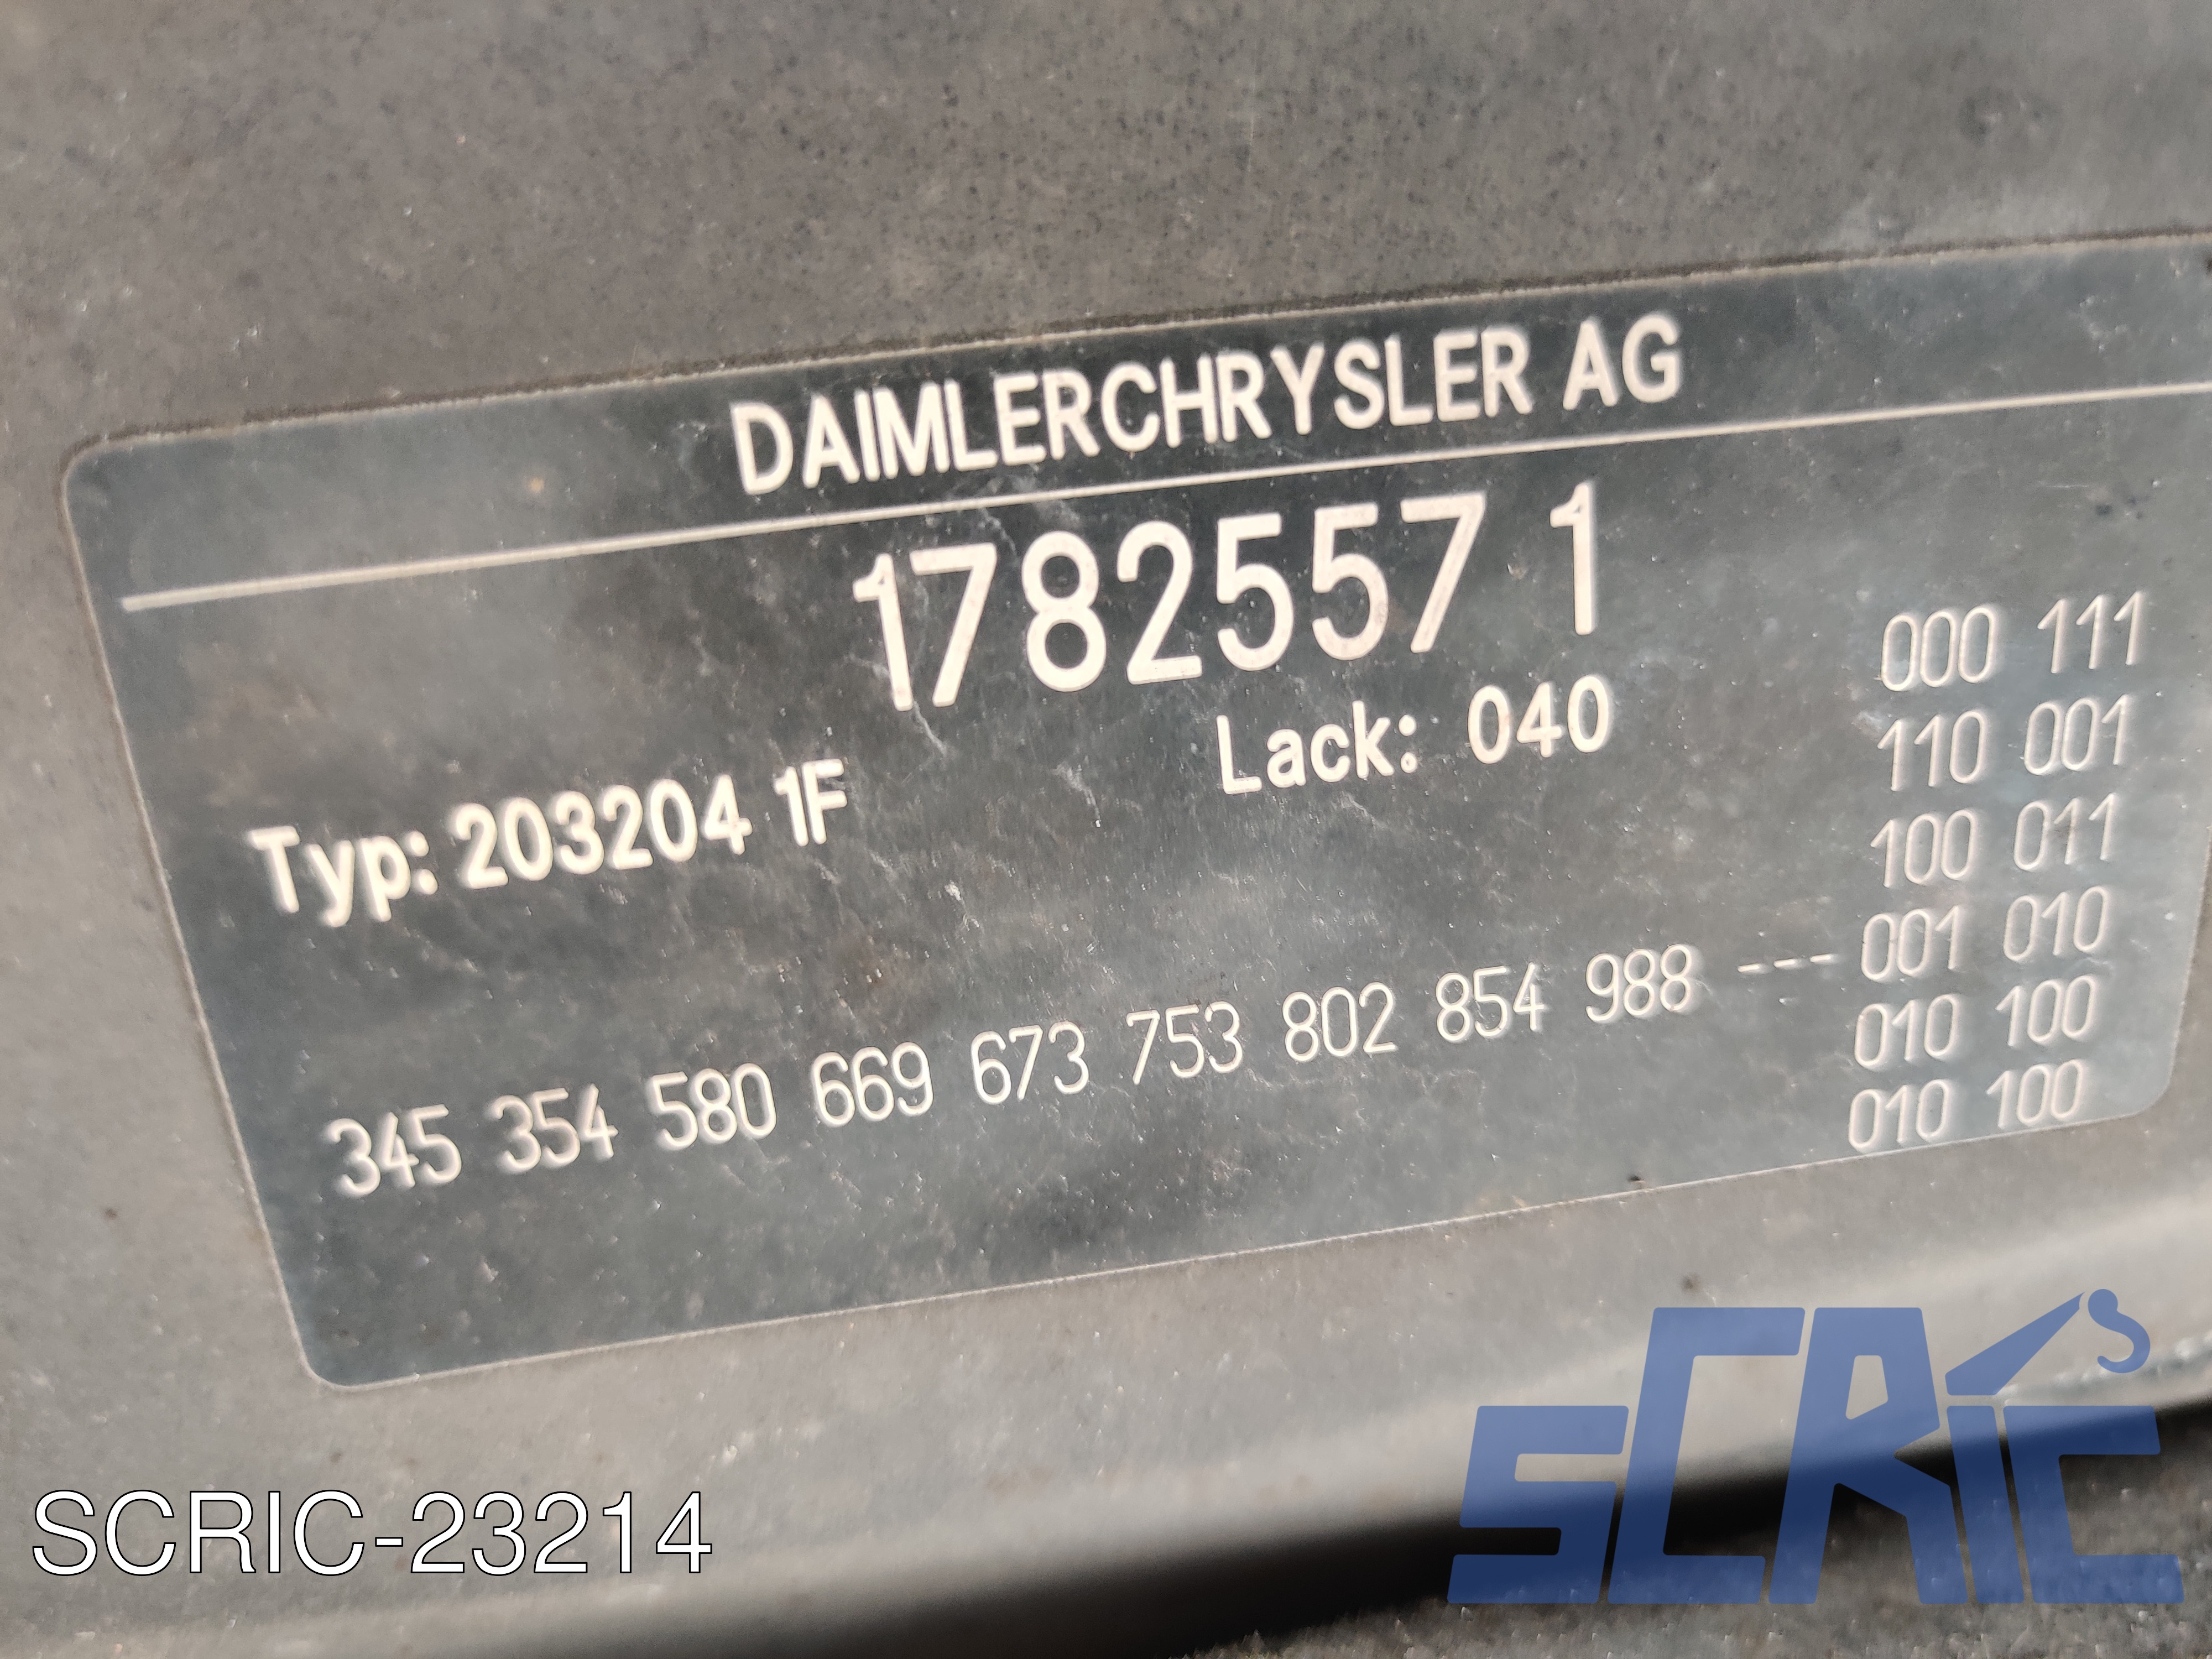 DAIMLERCHRYSLER AG
1782557 1
Typ: 203204 1F
Lack: 040
000 111
110 001
100 011
345 354 580 669 673 753 802 854 988 --- 001 010
010 100
010 100
SCRIC-23214
SCRiC